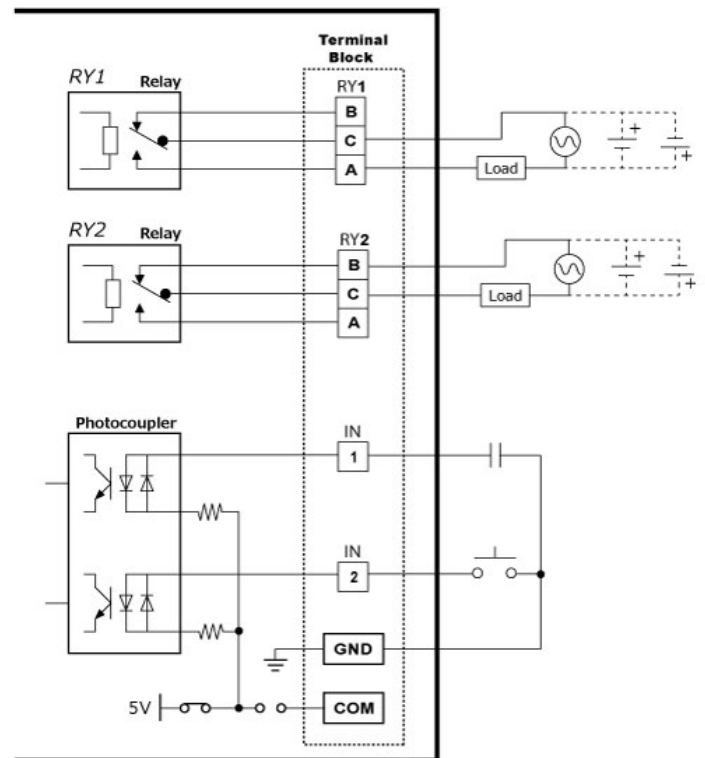 Terminal
Block
RY1
Relay
RY1
B
C
A
Load
+
+
RY2
Relay
RY2
B
C
A
Load
+
+
Photocoupler
IN
1
IN
2
GND
5V
COM